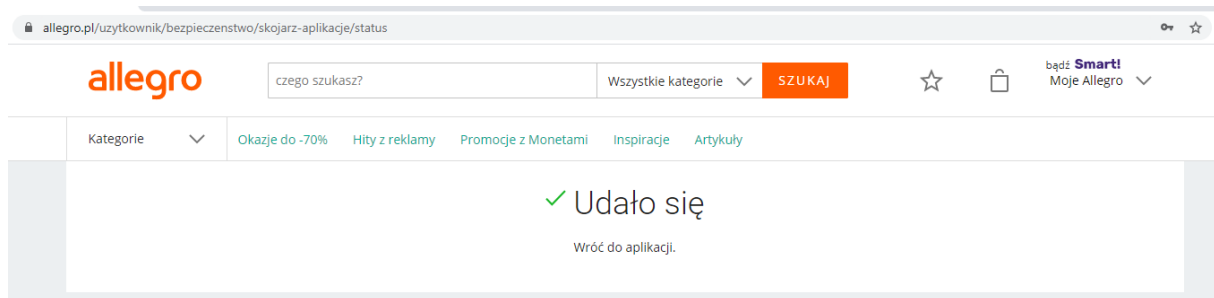 allegro.pl/uzytkownik/bezpieczenstwo/skojarz-aplikacje/status
allegro
czego szukasz?
Wszystkie kategorie
SZUKAJ
bądź Smart!
Moje Allegro
Kategorie
Okazje do -70%
Hity z reklamy
Promocje z Monetami
Inspiracje
Artykuły
Udało się
Wróć do aplikacji.